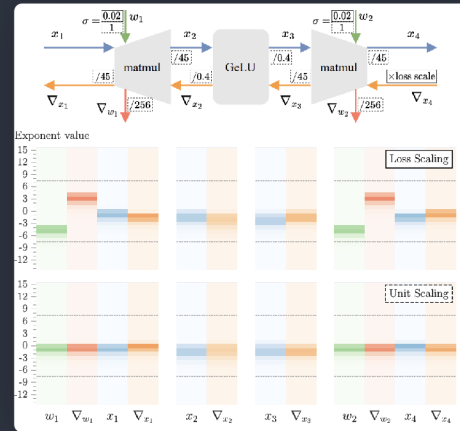 σ = 0.02 / 1 w₁
σ = 0.02 / 1 w₂
x₁ x₂ x₃ x₄
matmul /45 GeLU /0.4 matmul /45
/45 /0.4 /45 ×loss scale
∇x₁ ∇w₁ /256 ∇x₂ ∇x₃ ∇w₂ /256 ∇x₄
Exponent value
15
12
9
6
3
0
-3
-6
-9
-12
Loss Scaling
15
12
9
6
3
0
-3
-6
-9
-12
Unit Scaling
w₁ ∇w₁ x₁ ∇x₁ x₂ ∇x₂ x₃ ∇x₃ w₂ ∇w₂ x₄ ∇x₄